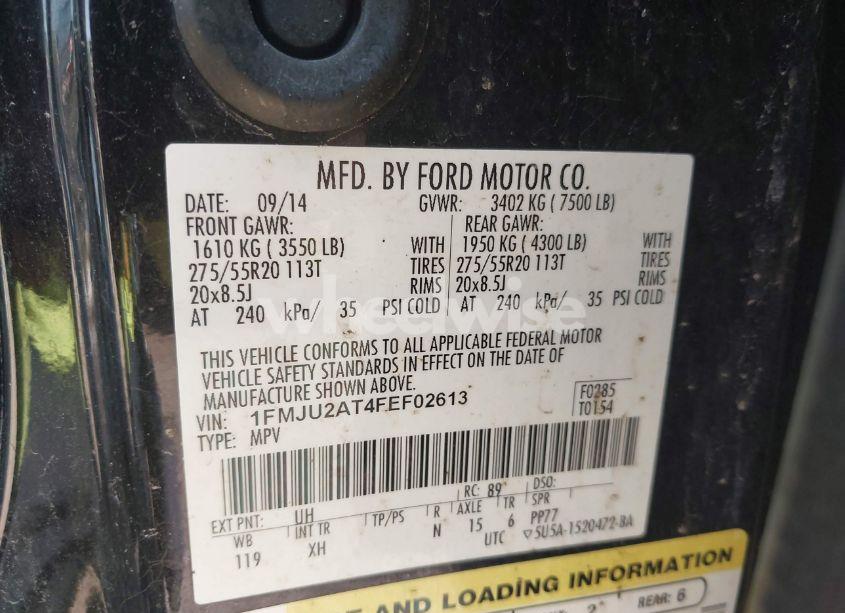 MFD. BY FORD MOTOR CO.
DATE: 09/14 GVWR: 3402 KG ( 7500 LB)
FRONT GAWR: REAR GAWR:
1610 KG ( 3550 LB) WITH 1950 KG ( 4300 LB) WITH
275/55R20 113T TIRES 275/55R20 113T TIRES
20x8.5J RIMS 20x8.5J RIMS
AT 240 kPa/ 35 PSI COLD AT 240 kPa/ 35 PSI COLD
wheelwise
THIS VEHICLE CONFORMS TO ALL APPLICABLE FEDERAL MOTOR
VEHICLE SAFETY STANDARDS IN EFFECT ON THE DATE OF
MANUFACTURE SHOWN ABOVE.
VIN: 1FMJU2AT4FEF02613 F0285
TYPE: MPV T0154
RC: 89 DSO:
EXT PNT: UH TP/PS R AXLE TR SPR
WB INT TR N 15 6 PP77
119 XH UTC ▽5U5A-1520472-BA
AND LOADING INFORMATION
2 REAR: 6